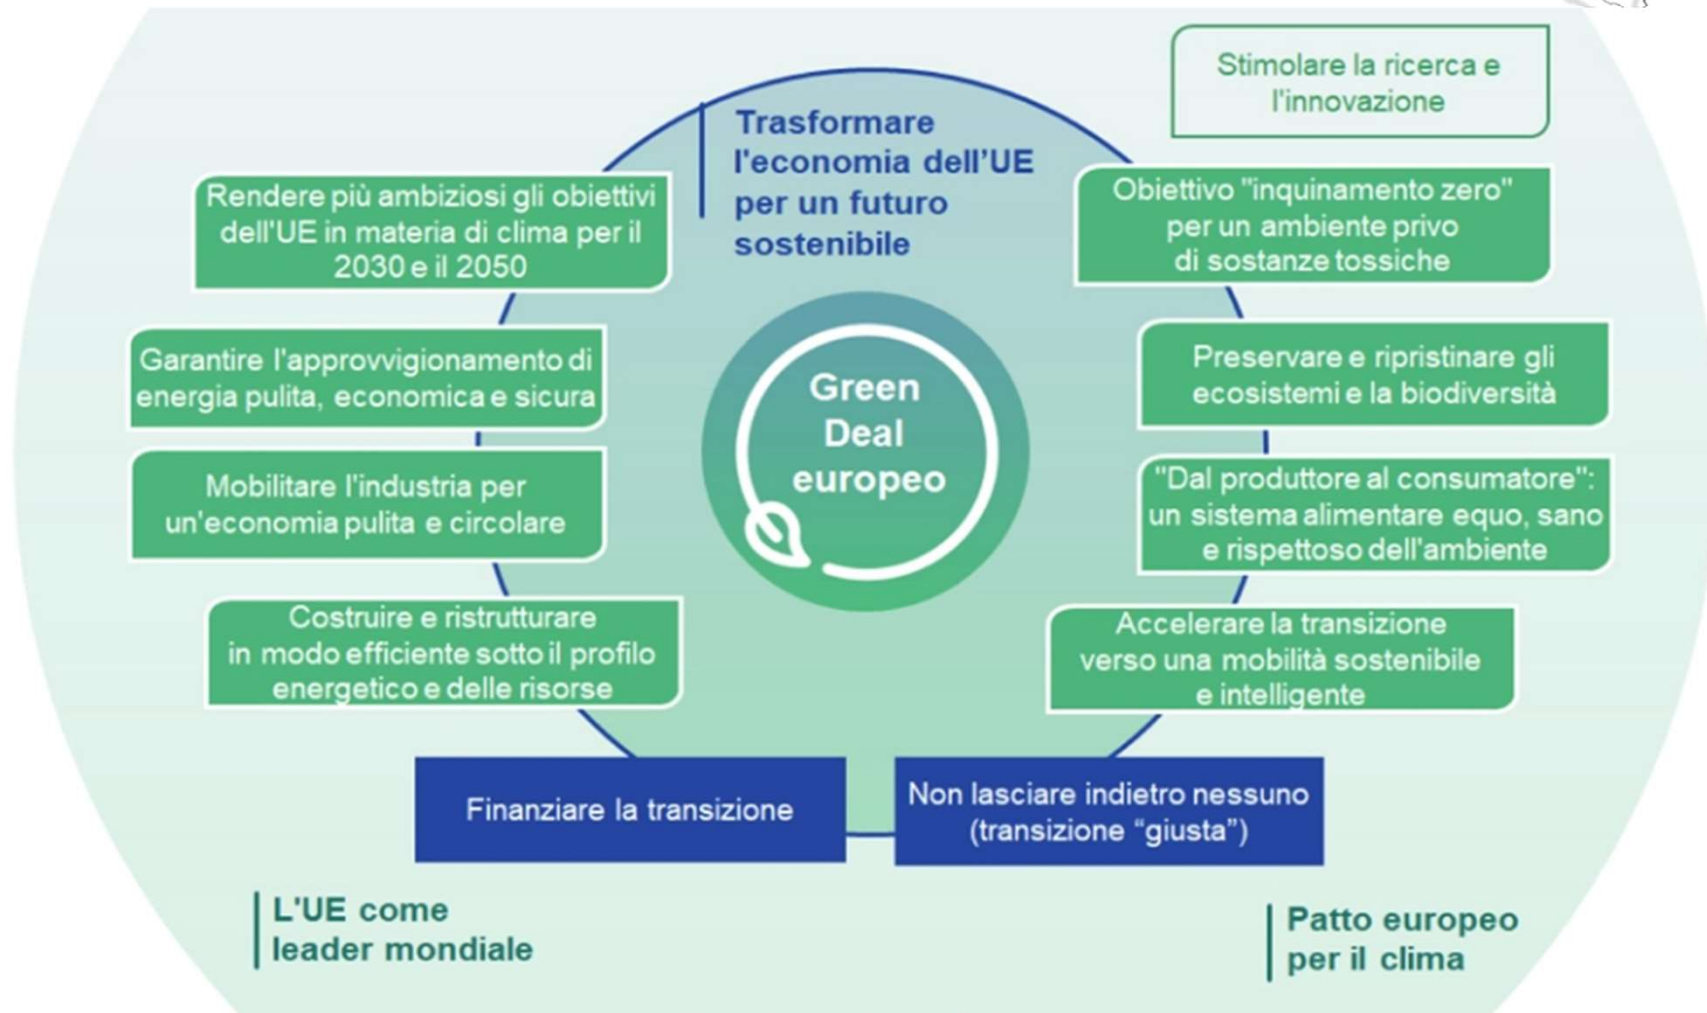 Stimolare la ricerca e
l'innovazione
Trasformare
l'economia dell’UE
per un futuro
sostenibile
Rendere più ambiziosi gli obiettivi
dell'UE in materia di clima per il
2030 e il 2050
Obiettivo "inquinamento zero"
per un ambiente privo
di sostanze tossiche
Garantire l'approvvigionamento di
energia pulita, economica e sicura
Green
Deal
europeo
Preservare e ripristinare gli
ecosistemi e la biodiversità
Mobilitare l'industria per
un'economia pulita e circolare
"Dal produttore al consumatore":
un sistema alimentare equo, sano
e rispettoso dell'ambiente
Costruire e ristrutturare
in modo efficiente sotto il profilo
energetico e delle risorse
Accelerare la transizione
verso una mobilità sostenibile
e intelligente
Finanziare la transizione
Non lasciare indietro nessuno
(transizione “giusta”)
L'UE come
leader mondiale
Patto europeo
per il clima